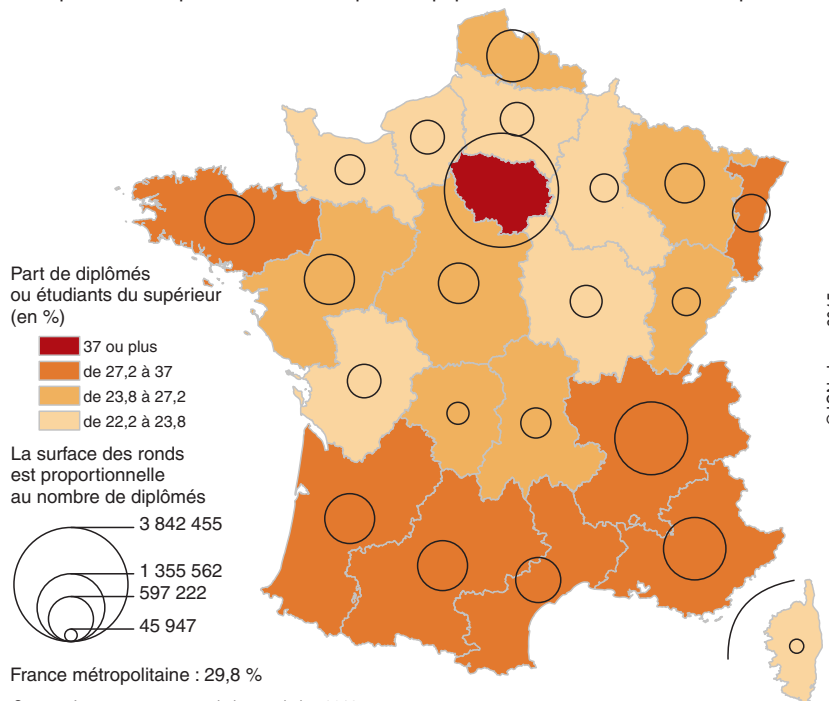 Part de diplômés
ou étudiants du supérieur
(en %)
37 ou plus
de 27,2 à 37
de 23,8 à 27,2
de 22,2 à 23,8
La surface des ronds
est proportionnelle
au nombre de diplômés
3 842 455
1 355 562
597 222
45 947
France métropolitaine : 29,8 %